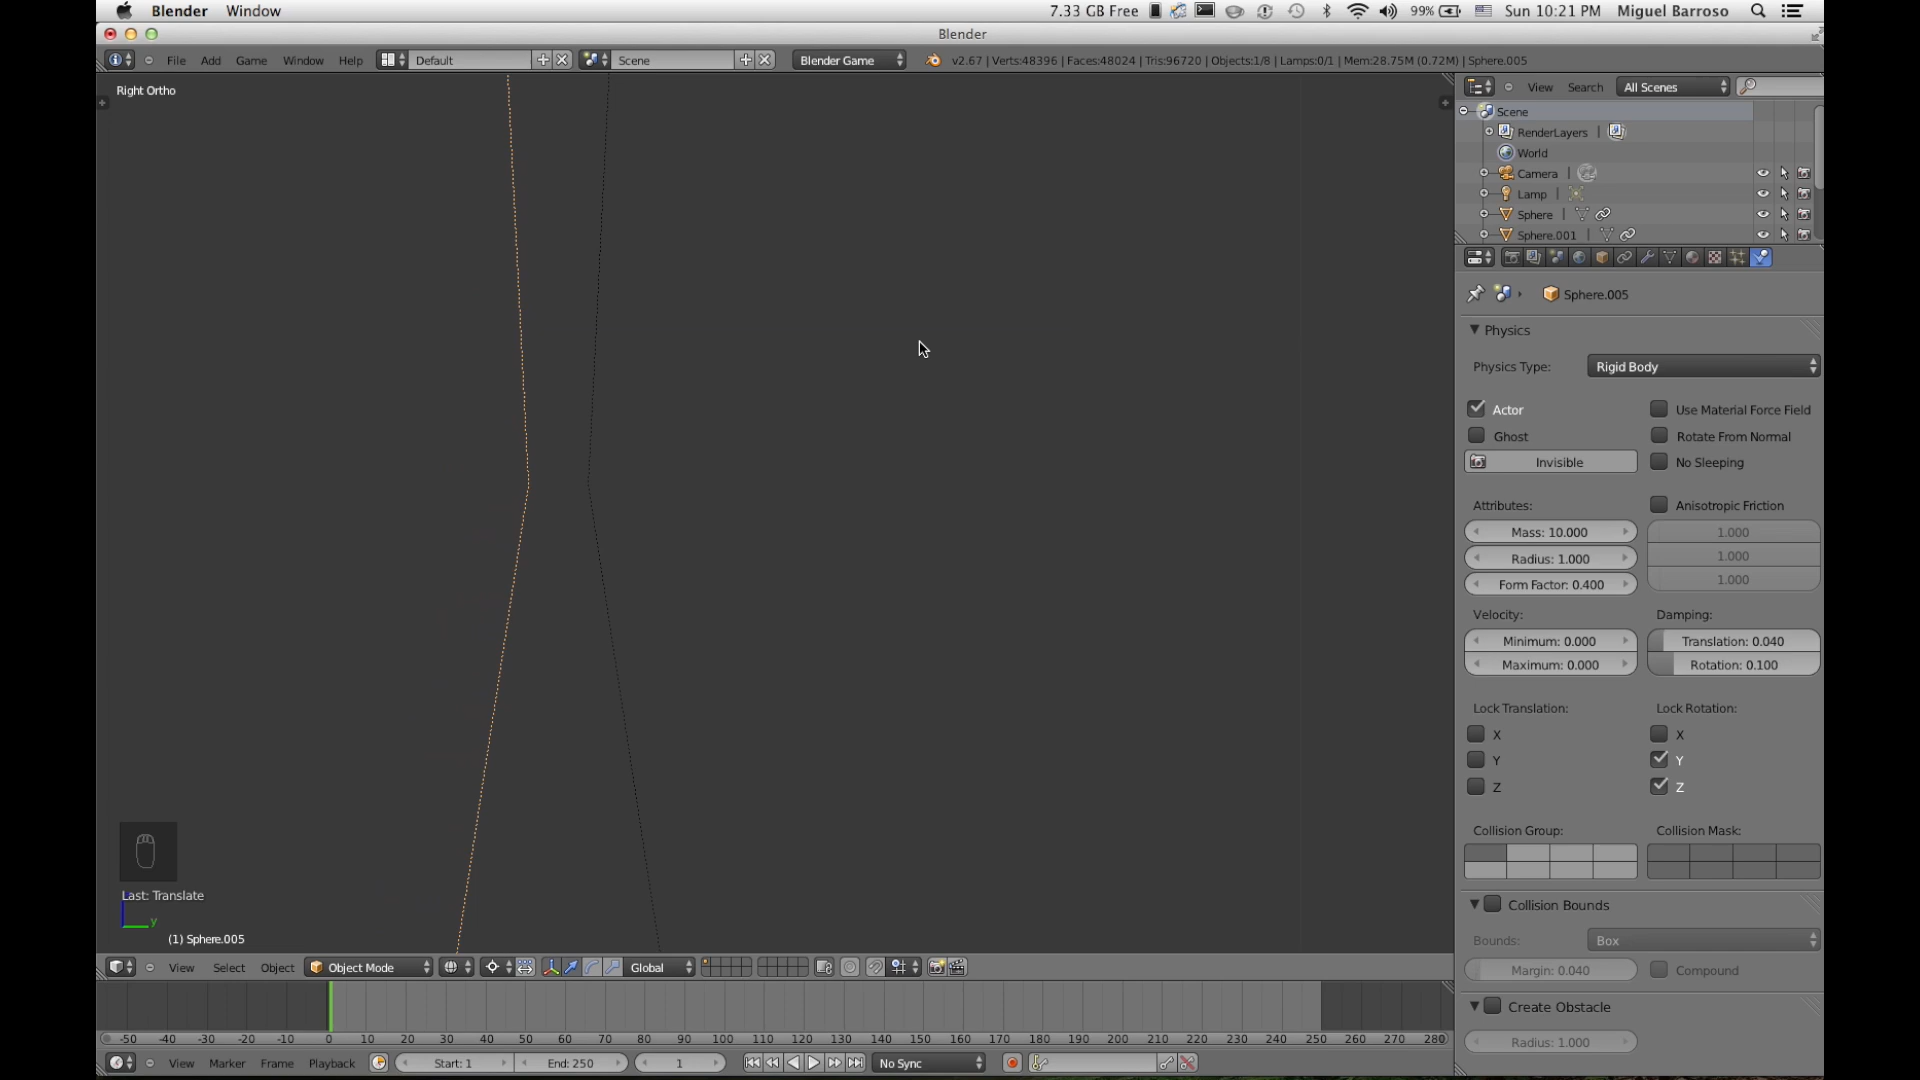 Blender Window 7.33 GB Free 99% Sun 10:21 PM Miguel Barroso
Blender
File Add Game Window Help Default Scene Blender Game v2.67 | Verts:48396 | Faces:48024 | Tris:96720 | Objects:1/8 | Lamps:0/1 | Mem:28.75M (0.72M) | Sphere.005
Right Ortho
View Search All Scenes
Scene
RenderLayers |
World
Camera |
Lamp |
Sphere |
Sphere.001 |
Sphere.005
Physics
Physics Type: Rigid Body
Actor Use Material Force Field
Ghost Rotate From Normal
Invisible No Sleeping
Attributes: Anisotropic Friction
Mass: 10.000 1.000
Radius: 1.000 1.000
Form Factor: 0.400 1.000
Velocity: Damping:
Minimum: 0.000 Translation: 0.040
Maximum: 0.000 Rotation: 0.100
Lock Translation: Lock Rotation:
X X
Y Y
Z Z
Collision Group: Collision Mask:
Collision Bounds
Bounds: Box
Margin: 0.040 Compound
Create Obstacle
Radius: 1.000
Last: Translate
y
(1) Sphere.005
View Select Object Object Mode Global
-50 -40 -30 -20 -10 0 10 20 30 40 50 60 70 80 90 100 110 120 130 140 150 160 170 180 190 200 210 220 230 240 250 260 270 280
View Marker Frame Playback Start: 1 End: 250 1 No Sync